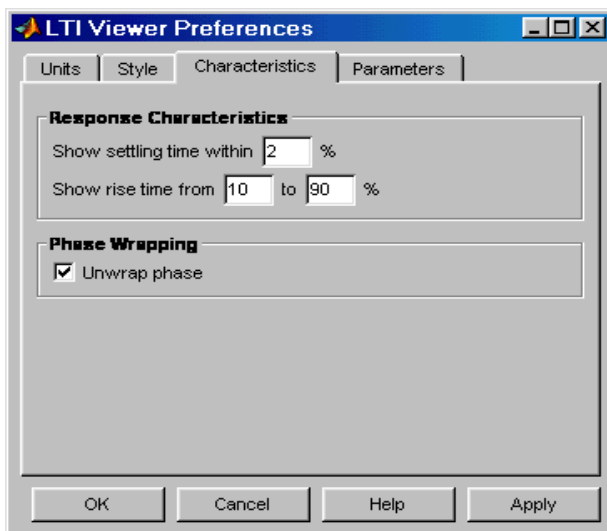 LTI Viewer Preferences
Units Style Characteristics Parameters
Response Characteristics
Show settling time within 2 %
Show rise time from 10 to 90 %
Phase Wrapping
Unwrap phase
OK Cancel Help Apply